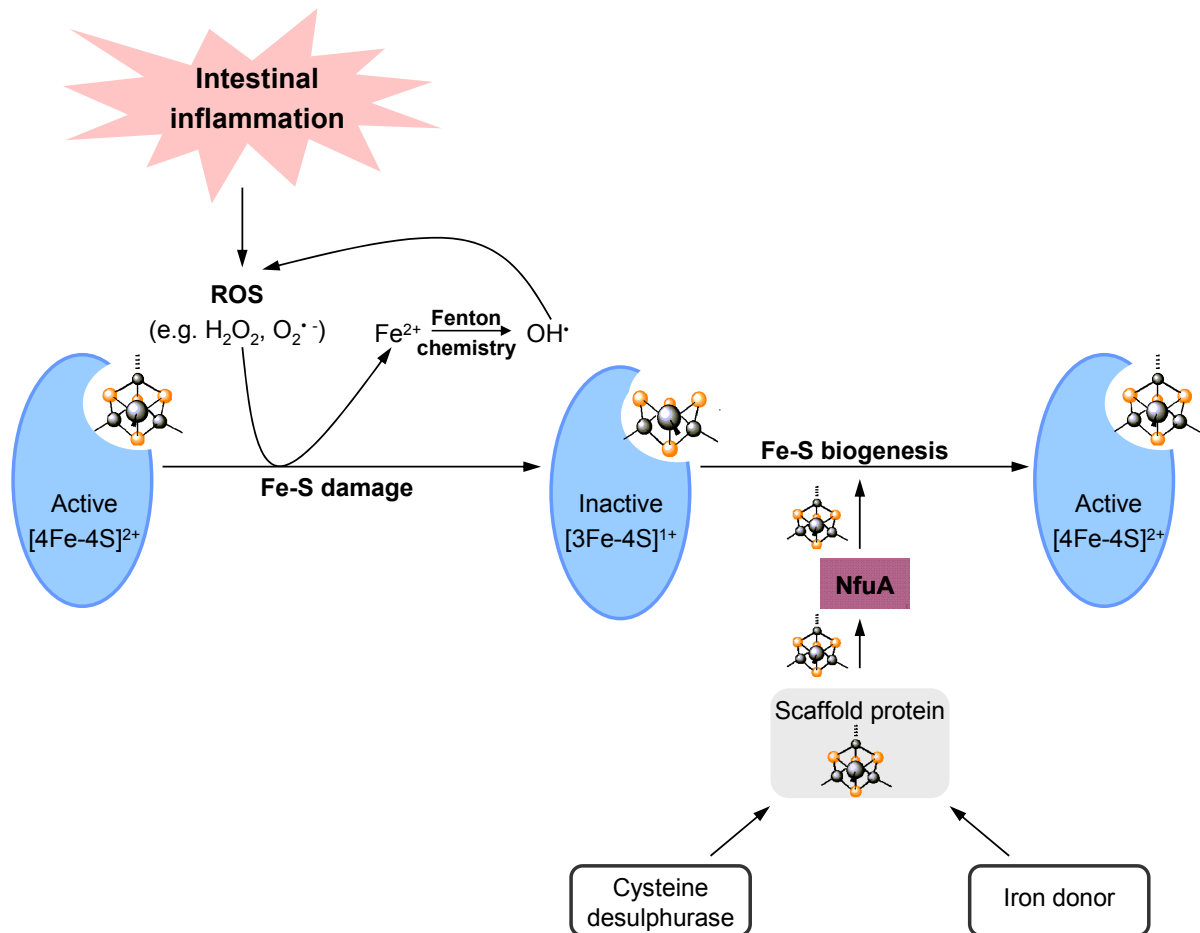 Intestinal
inflammation
ROS
(e.g. H₂O₂, O₂•-)
Fe²⁺
Fenton
chemistry
OH•
Active
[4Fe-4S]²⁺
Fe-S damage
Inactive
[3Fe-4S]¹⁺
Fe-S biogenesis
Active
[4Fe-4S]²⁺
NfuA
Scaffold protein
Cysteine
desulphurase
Iron donor